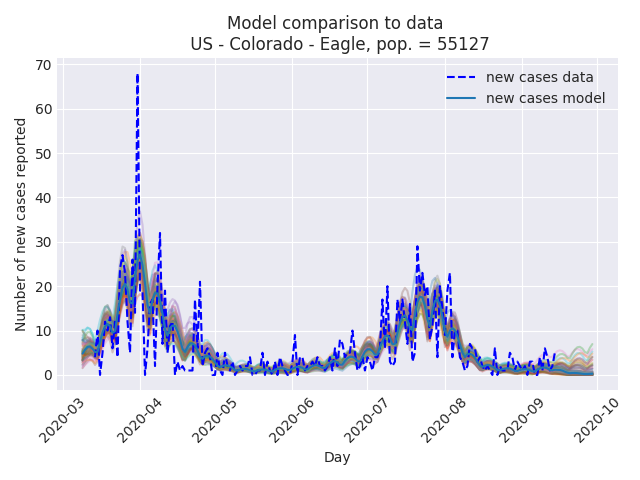 Model comparison to data
US - Colorado - Eagle, pop. = 55127
new cases data
new cases model
Number of new cases reported
70
60
50
40
30
20
10
0
2020-03
2020-04
2020-05
2020-06
2020-07
2020-08
2020-09
2020-10
Day